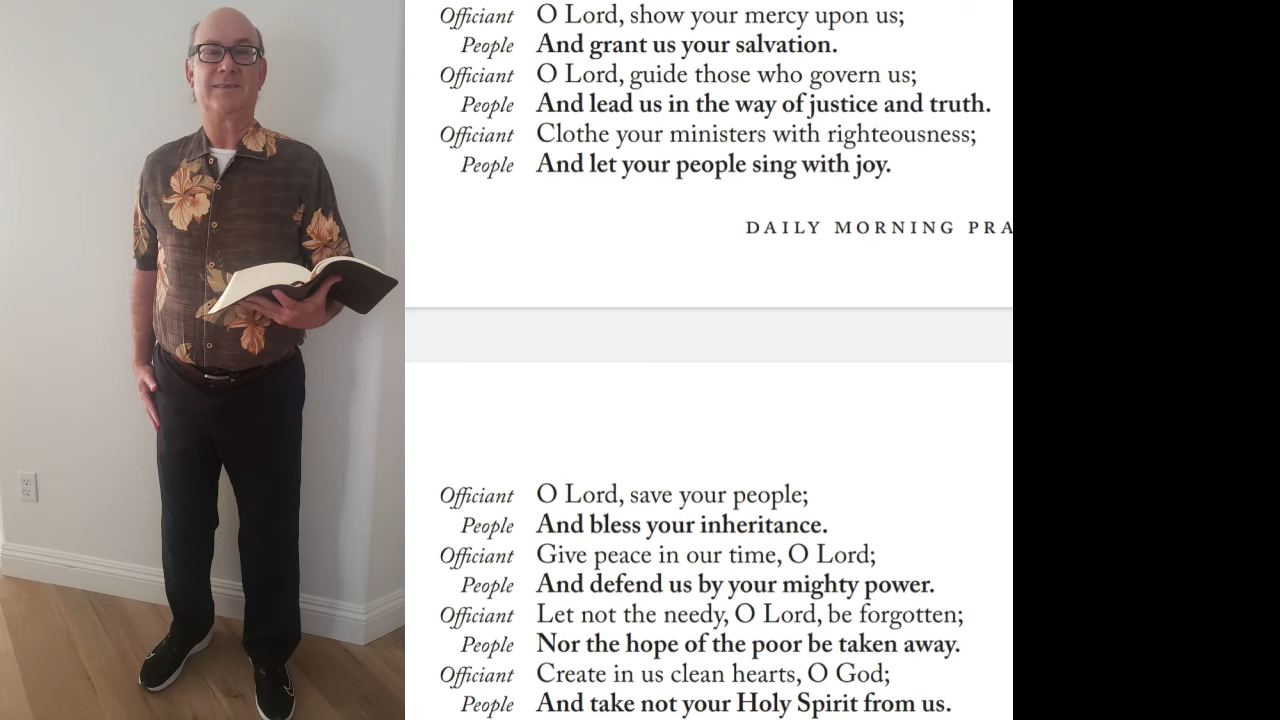 Officiant O Lord, show your mercy upon us;
People And grant us your salvation.
Officiant O Lord, guide those who govern us;
People And lead us in the way of justice and truth.
Officiant Clothe your ministers with righteousness;
People And let your people sing with joy.
DAILY MORNING PRA
Officiant O Lord, save your people;
People And bless your inheritance.
Officiant Give peace in our time, O Lord;
People And defend us by your mighty power.
Officiant Let not the needy, O Lord, be forgotten;
People Nor the hope of the poor be taken away.
Officiant Create in us clean hearts, O God;
People And take not your Holy Spirit from us.